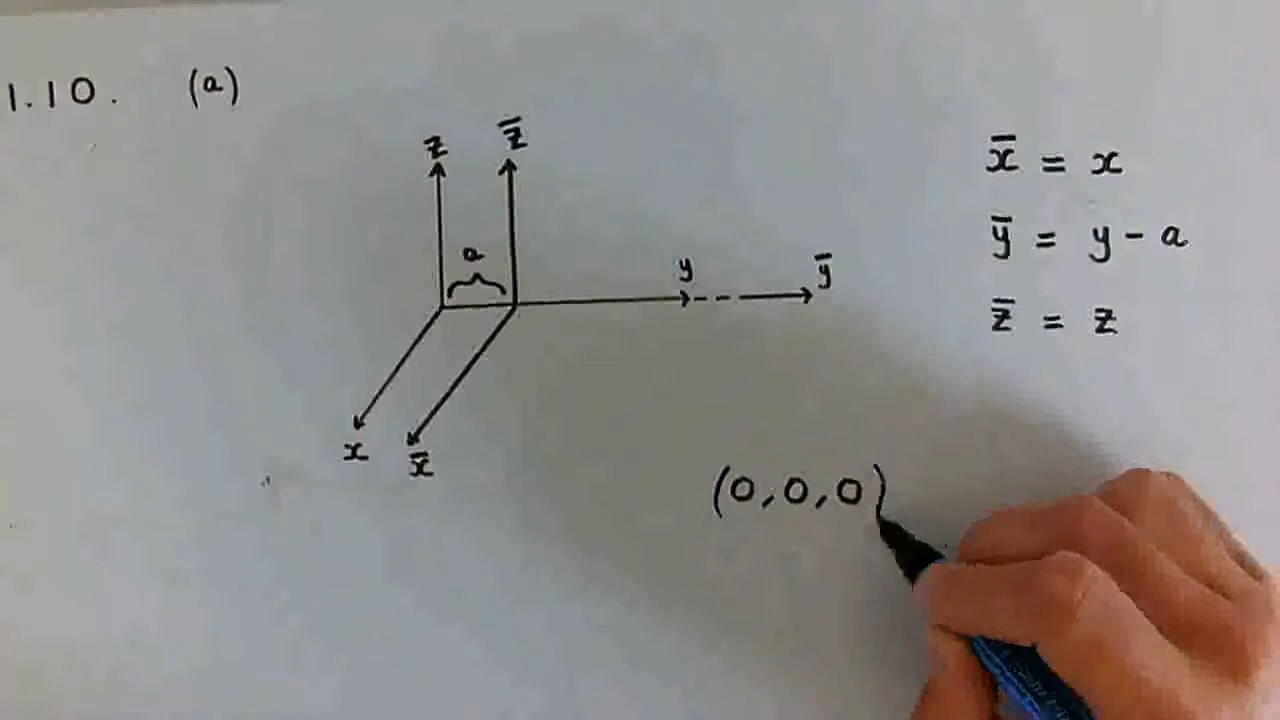 1.10. (a)
z z̄
a
y ȳ
x x̄
x̄ = x
ȳ = y - a
z̄ = z
(0,0,0)